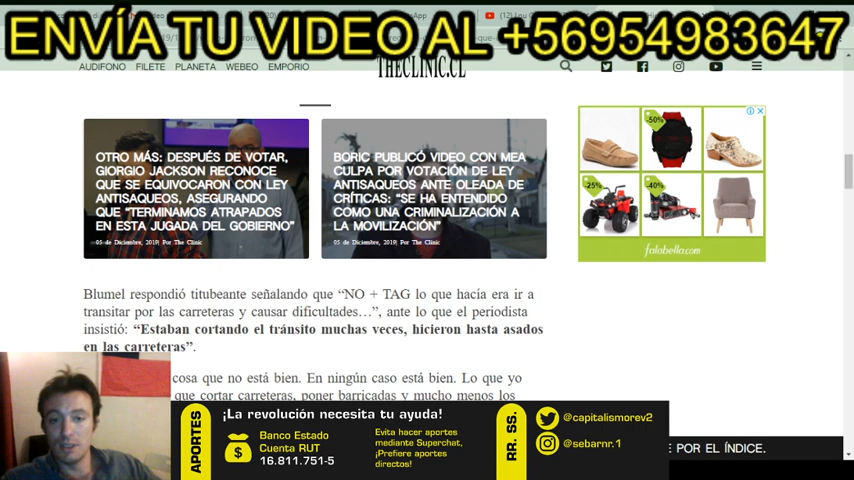 ENVÍA TU VIDEO AL +56954983647
AUDIFONO FILETE PLANETA WEBEO EMPORIO
THECLINIC.CL
OTRO MÁS: DESPUÉS DE VOTAR,
GIORGIO JACKSON RECONOCE
QUE SE EQUIVOCARON CON LEY
ANTISAQUEOS, ASEGURANDO
QUE “TERMINAMOS ATRAPADOS
EN ESTA JUGADA DEL GOBIERNO”
05 de Diciembre, 2019| Por The Clinic
BORIC PUBLICÓ VIDEO CON MEA
CULPA POR VOTACIÓN DE LEY
ANTISAQUEOS ANTE OLEADA DE
CRÍTICAS: “SE HA ENTENDIDO
COMO UNA CRIMINALIZACIÓN A
LA MOVILIZACIÓN”
05 de Diciembre, 2019| Por The Clinic
-50%
-25%
-40%
falabella.com
Blumel respondió titubeante señalando que “NO + TAG lo que hacía era ir a
transitar por las carreteras y causar dificultades…”, ante lo que el periodista
insistió: “Estaban cortando el tránsito muchas veces, hicieron hasta asados
en las carreteras”.
cosa que no está bien. En ningún caso está bien. Lo que yo
que cortar carreteras, poner barricadas y mucho menos los
APORTES
¡La revolución necesita tu ayuda!
$
Banco Estado
Cuenta RUT
16.811.751-5
Evita hacer aportes
mediante Superchat,
¡Prefiere aportes
directos!
RR. SS.
@capitalismorev2
@sebarnr.1
E POR EL ÍNDICE.